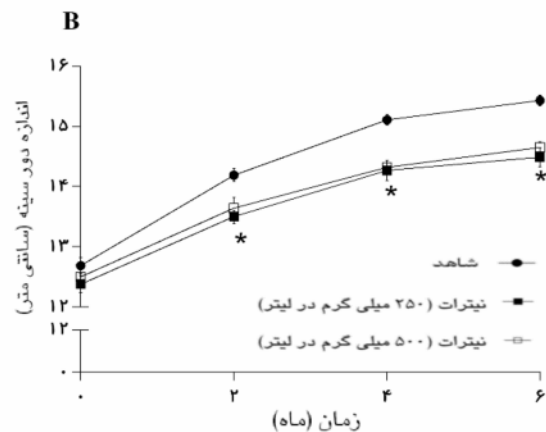 B
اندازه دور سینه (سانتی متر)
۱۶
۱۵
۱۴
۱۳
۱۲
۱۲
۰
* * *
شاهد
نیترات (۲۵۰ میلی گرم در لیتر)
نیترات (۵۰۰ میلی گرم در لیتر)
۰ ۲ ۴ ۶
زمان (ماه)